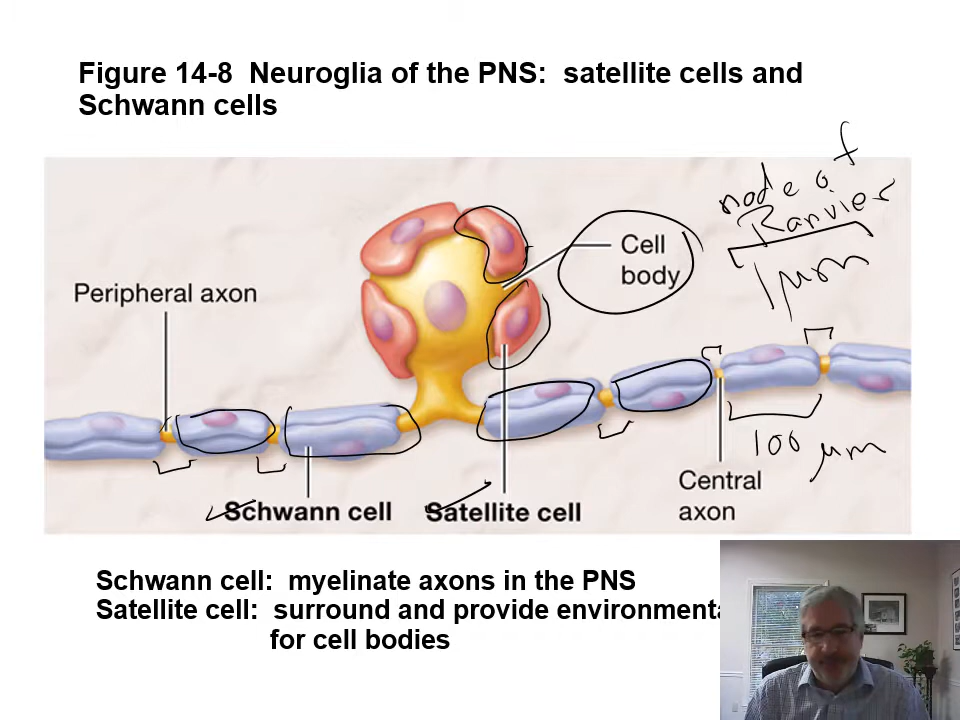 Figure 14-8  Neuroglia of the PNS:  satellite cells and
Schwann cells
node of
Ranvier
1 μm
Cell
body
Peripheral axon
100 μm
Central
axon
Schwann cell
Satellite cell
Schwann cell:  myelinate axons in the PNS
Satellite cell:  surround and provide environmenta
for cell bodies